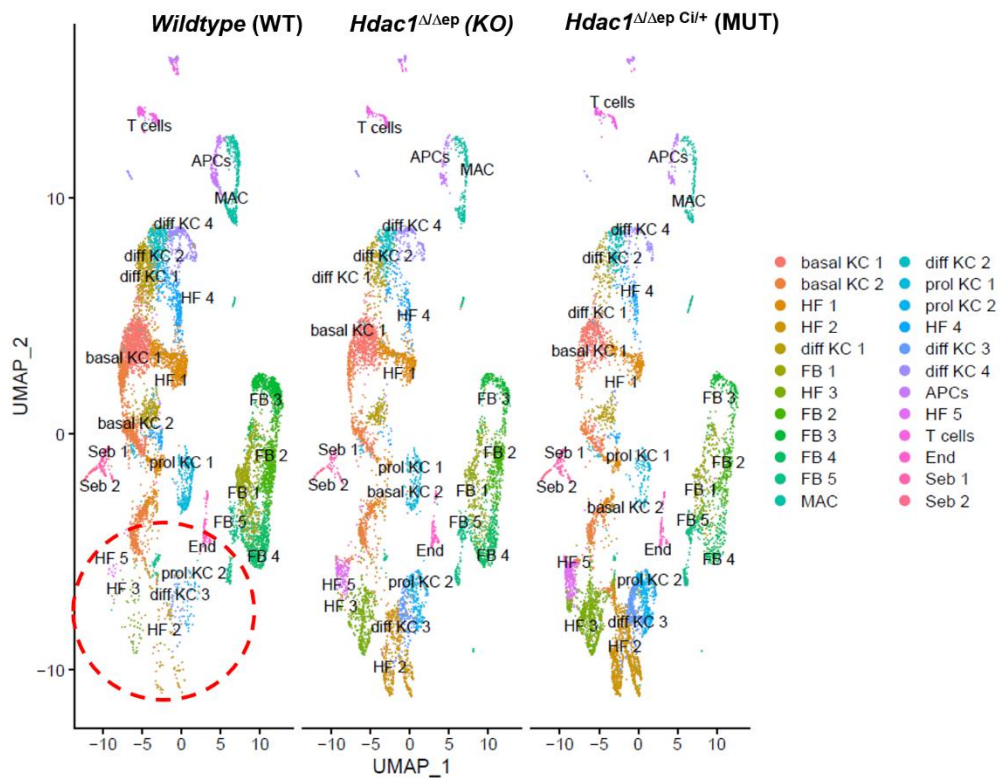 Wildtype (WT)
Hdac1Δ/Δep (KO)
Hdac1Δ/Δep Ci/+ (MUT)
T cells
APCs
MAC
diff KC 4
diff KC 2
diff KC 1
HF 4
basal KC 1
HF 1
basal KC 2
FB 3
FB 2
Seb 1
Seb 2
prol KC 1
FB 1
FB 5
End
FB 4
HF 5
HF 3
prol KC 2
diff KC 3
HF 2
T cells
APCs
MAC
diff KC 4
diff KC 2
diff KC 1
HF 4
basal KC 1
HF 1
FB 3
FB 2
Seb 1
Seb 2
prol KC 1
basal KC 2
FB 1
FB 5
End
FB 4
HF 5
HF 3
prol KC 2
diff KC 3
HF 2
T cells
APCs
MAC
diff KC 4
diff KC 2
HF 4
diff KC 1
basal KC 1
HF 1
FB 3
Seb 1
Seb 2
prol KC 1
FB 2
FB 1
basal KC 2
FB 5
End
FB 4
HF 5
prol KC 2
HF 3
diff KC 3
HF 2
10
0
−10
UMAP_2
−10 −5 0 5 10
−10 −5 0 5 10
−10 −5 0 5 10
UMAP_1
basal KC 1
basal KC 2
HF 1
HF 2
diff KC 1
FB 1
HF 3
FB 2
FB 3
FB 4
FB 5
MAC
diff KC 2
prol KC 1
prol KC 2
HF 4
diff KC 3
diff KC 4
APCs
HF 5
T cells
End
Seb 1
Seb 2